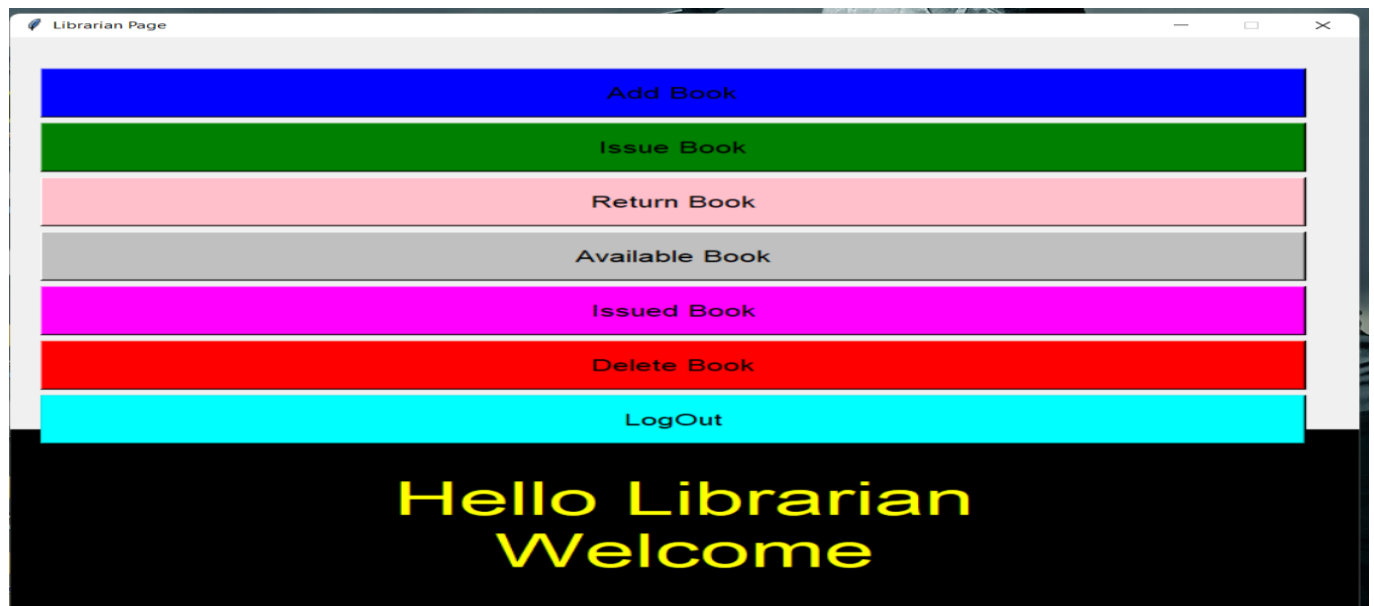 Librarian Page
Add Book
Issue Book
Return Book
Available Book
Issued Book
Delete Book
LogOut
Hello Librarian
Welcome